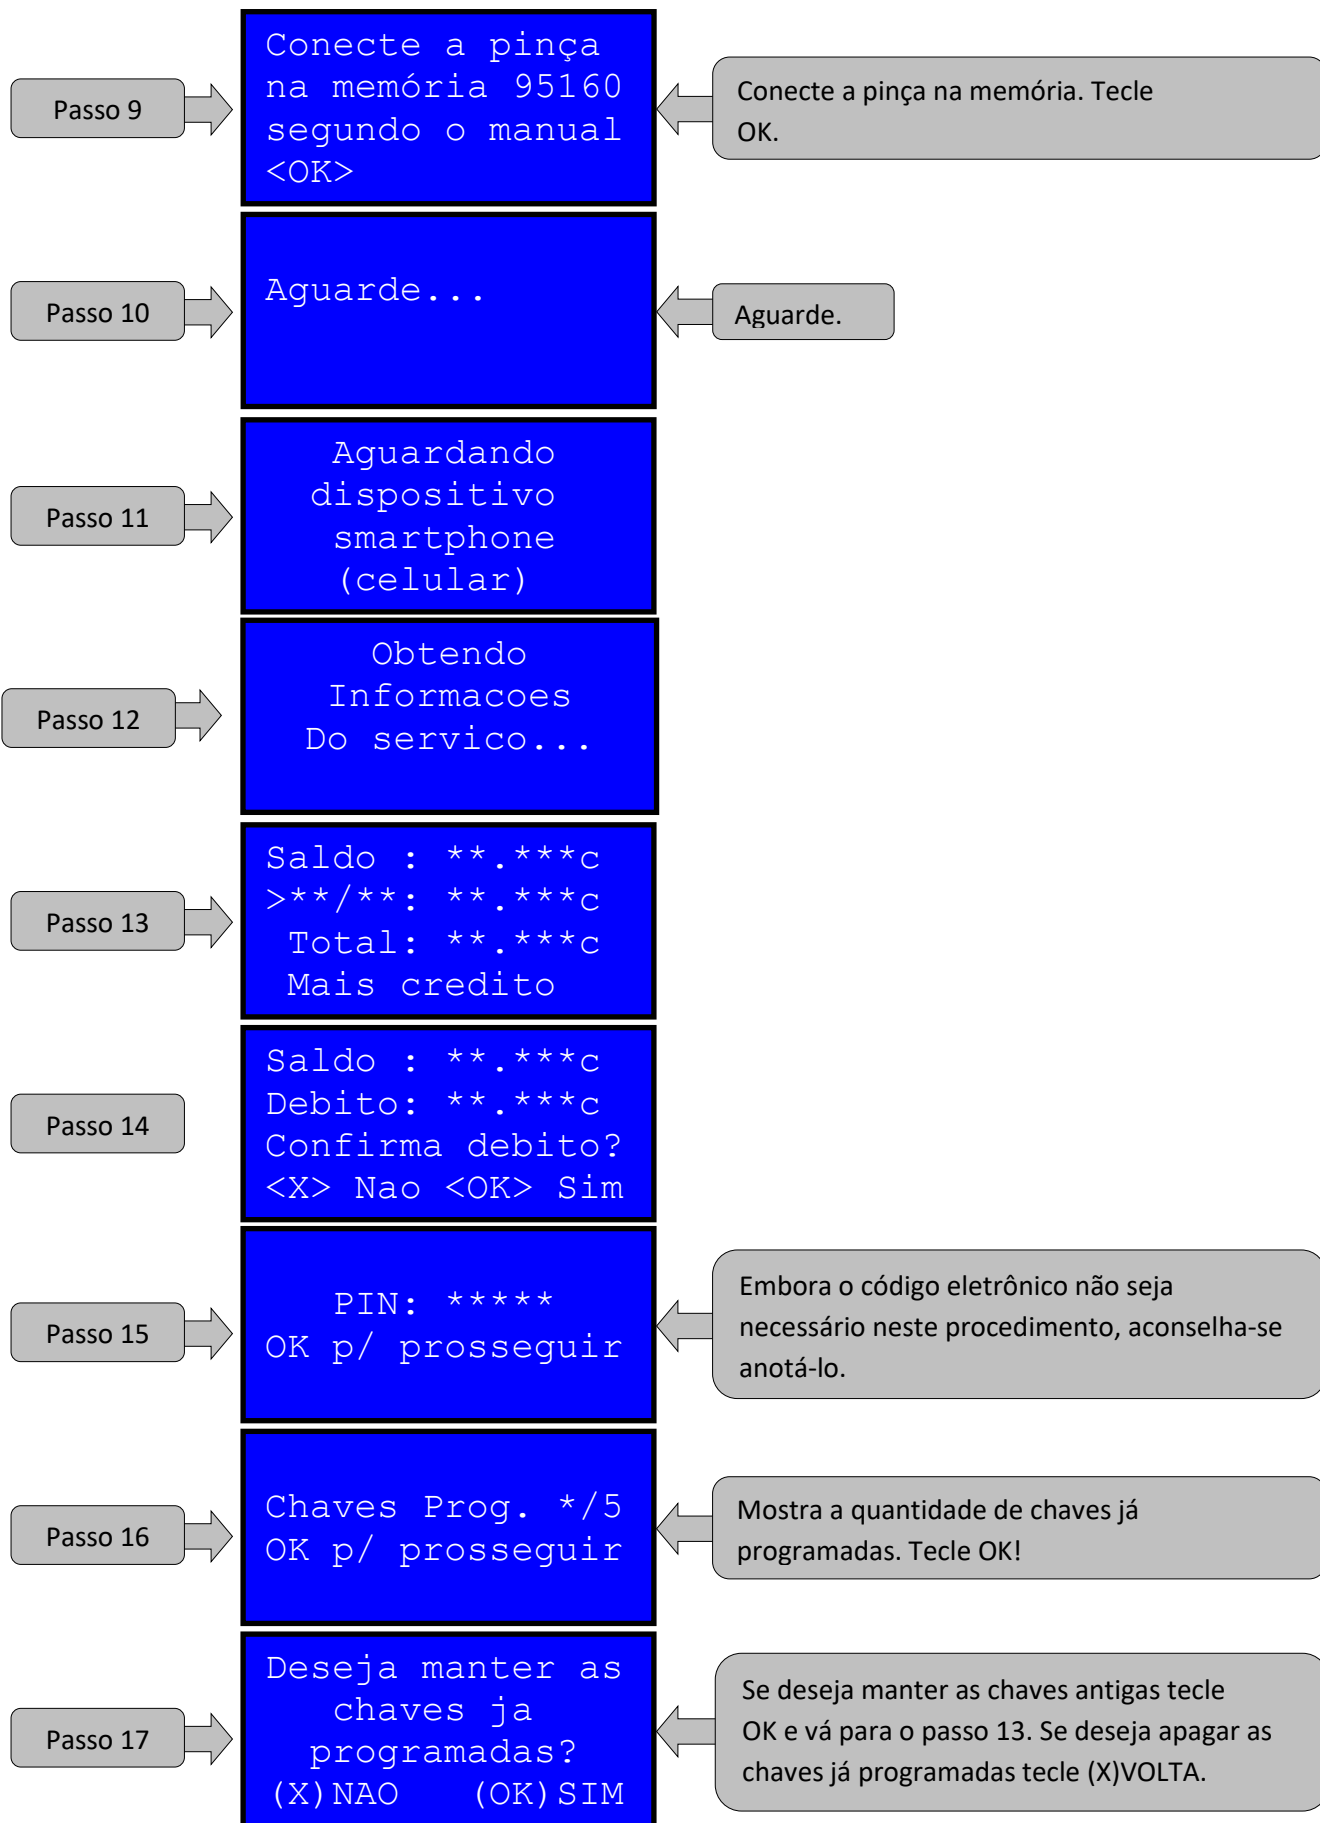 Passo 9
Conecte a pinça
na memória 95160
segundo o manual
<OK>
Conecte a pinça na memória. Tecle
OK.
Passo 10
Aguarde...
Aguarde.
Passo 11
Aguardando
dispositivo
smartphone
(celular)
Passo 12
Obtendo
Informacoes
Do servico...
Passo 13
Saldo : **.***c
>**/**: **.***c
Total: **.***c
Mais credito
Passo 14
Saldo : **.***c
Debito: **.***c
Confirma debito?
<X> Nao <OK> Sim
Passo 15
PIN: *****
OK p/ prosseguir
Embora o código eletrônico não seja
necessário neste procedimento, aconselha-se
anotá-lo.
Passo 16
Chaves Prog. */5
OK p/ prosseguir
Mostra a quantidade de chaves já
programadas. Tecle OK!
Passo 17
Deseja manter as
chaves ja
programadas?
(X)NAO (OK)SIM
Se deseja manter as chaves antigas tecle
OK e vá para o passo 13. Se deseja apagar as
chaves já programadas tecle (X)VOLTA.